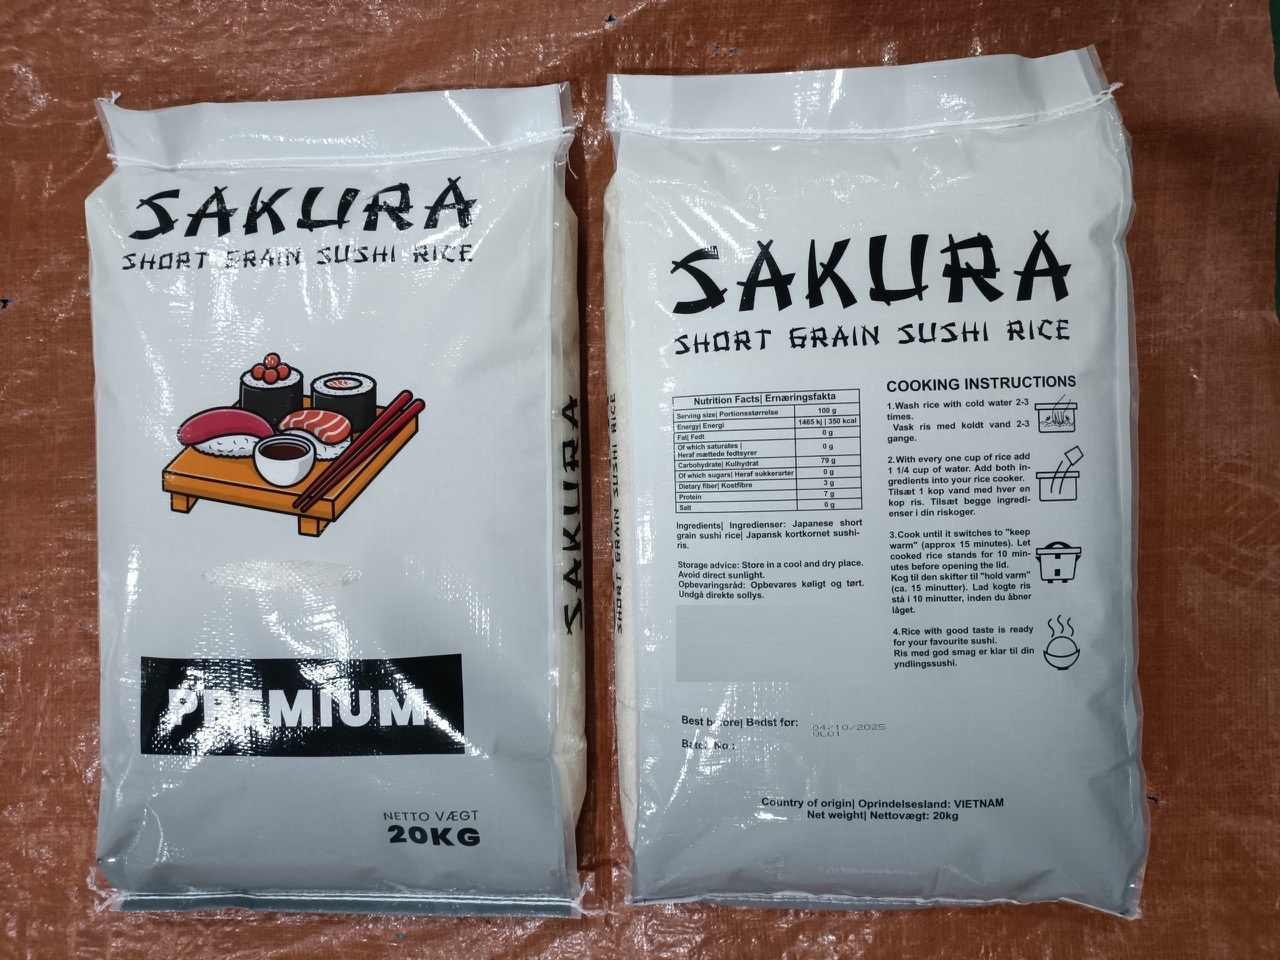 SAKURA
SHORT GRAIN SUSHI RICE
PREMIUM
NETTO VÆGT
20KG
SAKURA
SHORT GRAIN SUSHI RICE
SAKURA
SHORT GRAIN SUSHI RICE
Nutrition Facts| Ernæringsfakta
Serving size| Portionsstørrelse 100 g
Energy| Energi 1465 kj | 350 kcal
Fat| Fedt 0 g
Of which saturates |
Heraf mættede fedtsyrer 0 g
Carbohydrate| Kulhydrat 79 g
Of which sugars| Heraf sukkerarter 0 g
Dietary fiber| Kostfibre 3 g
Protein 7 g
Salt 0 g
Ingredients| Ingredienser: Japanese short
grain sushi rice| Japansk kortkornet sushi-
ris.
Storage advice: Store in a cool and dry place.
Avoid direct sunlight.
Opbevaringsråd: Opbevares køligt og tørt.
Undgå direkte sollys.
COOKING INSTRUCTIONS
1.Wash rice with cold water 2-3
times.
Vask ris med koldt vand 2-3
gange.
2.With every one cup of rice add
1 1/4 cup of water. Add both in-
gredients into your rice cooker.
Tilsæt 1 kop vand med hver en
kop ris. Tilsæt begge ingredi-
enser i din riskoger.
3.Cook until it switches to "keep
warm" (approx 15 minutes). Let
cooked rice stands for 10 min-
utes before opening the lid.
Kog til den skifter til "hold varm"
(ca. 15 minutter). Lad kogte ris
stå i 10 minutter, inden du åbner
låget.
4.Rice with good taste is ready
for your favourite sushi.
Ris med god smag er klar til din
yndlingssushi.
Best before| Bedst før: 04/10/2025
Batch No : 9L01
Country of origin| Oprindelsesland: VIETNAM
Net weight| Nettovægt: 20kg